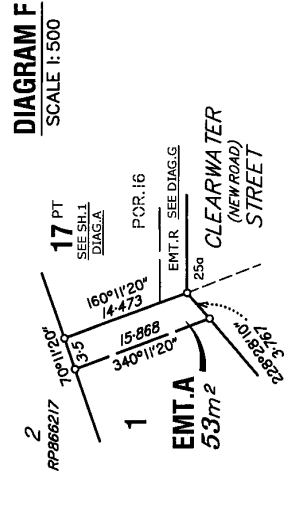 DIAGRAM F
SCALE 1:500
17 PT
SEE SH.1
DIAG.A
POR.16
EMT.R SEE DIAG.G
25a
CLEARWATER
(NEW ROAD)
STREET
2
RP866217
70°11'20"
3·5
160°11'20"
14·473
15·868
340°11'20"
1
EMT.A
53m²
228°28'10"
3·767